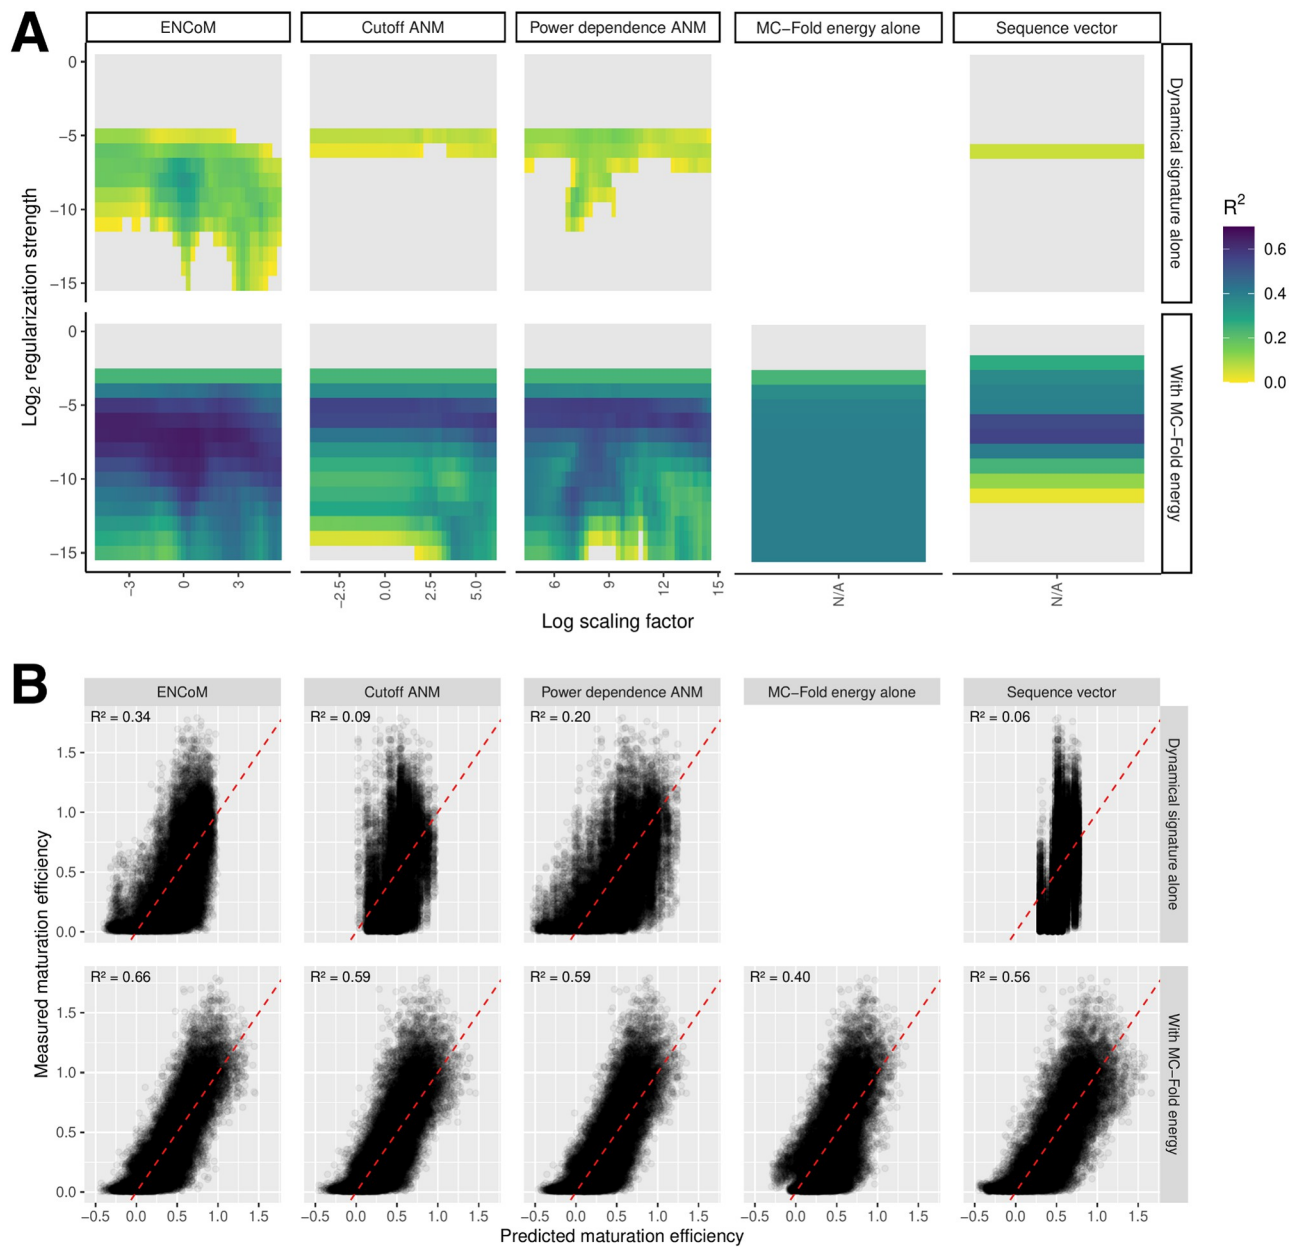 A
ENCoM
Cutoff ANM
Power dependence ANM
MC−Fold energy alone
Sequence vector
0
−5
−10
−15
Dynamical signature alone
Log2 regularization strength
R2
0.6
0.4
0.2
0.0
0
−5
−10
−15
With MC−Fold energy
−3 0 3
−2.5 0.0 2.5 5.0
6 9 12 15
N/A
N/A
Log scaling factor
B
ENCoM
Cutoff ANM
Power dependence ANM
MC−Fold energy alone
Sequence vector
R² = 0.34
R² = 0.09
R² = 0.20
R² = 0.06
1.5
1.0
0.5
0.0
Dynamical signature alone
Measured maturation efficiency
R² = 0.66
R² = 0.59
R² = 0.59
R² = 0.40
R² = 0.56
1.5
1.0
0.5
0.0
With MC−Fold energy
−0.5 0.0 0.5 1.0 1.5
−0.5 0.0 0.5 1.0 1.5
−0.5 0.0 0.5 1.0 1.5
−0.5 0.0 0.5 1.0 1.5
−0.5 0.0 0.5 1.0 1.5
Predicted maturation efficiency